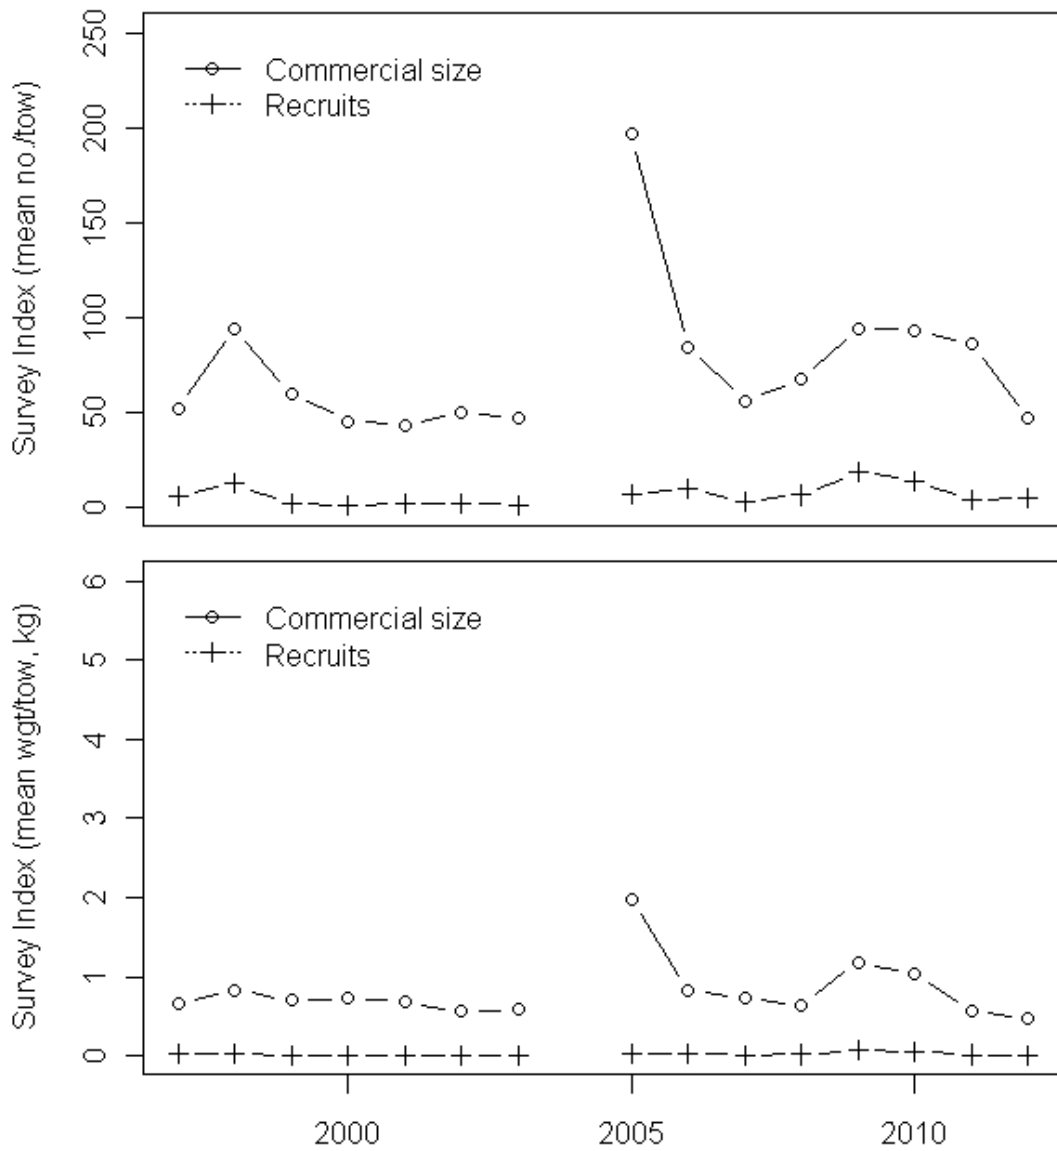 Survey Index (mean no./tow)
250
200
150
100
50
0
Commercial size
Recruits
Survey Index (mean wgt/tow, kg)
6
5
4
3
2
1
0
Commercial size
Recruits
2000 2005 2010